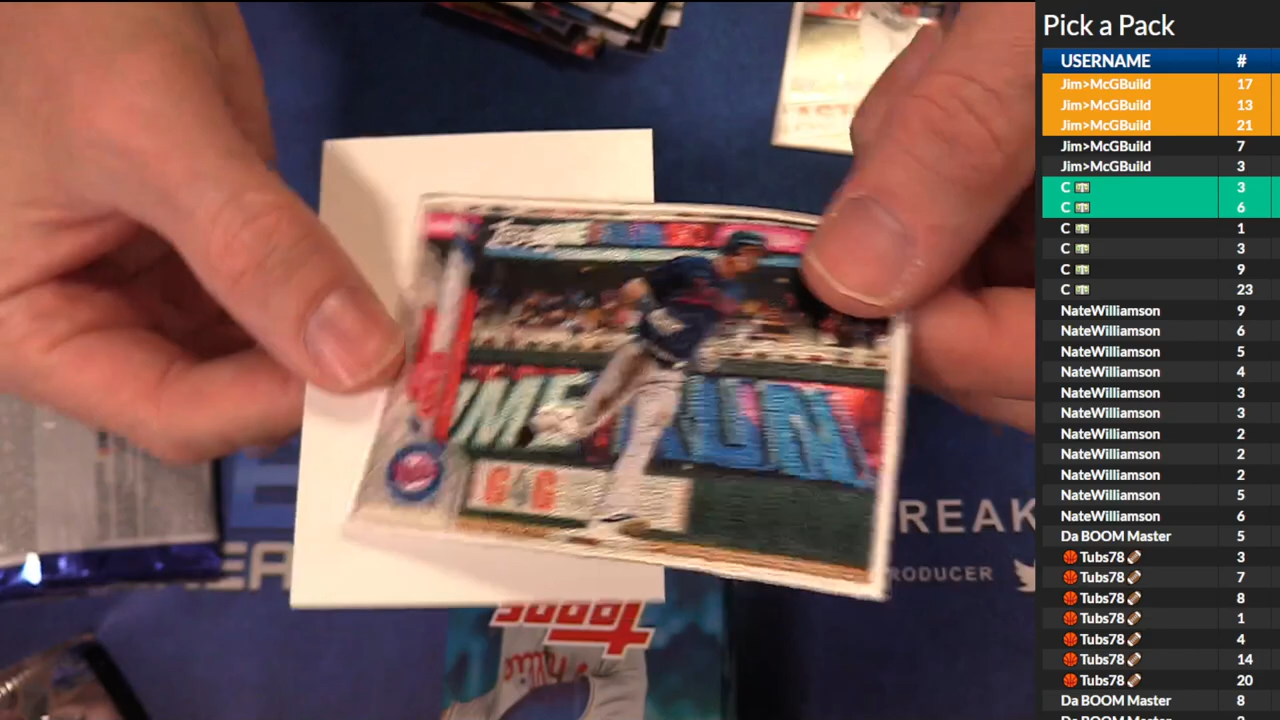 Pick a Pack
USERNAME #
Jim>McGBuild 17
Jim>McGBuild 13
Jim>McGBuild 21
Jim>McGBuild 7
Jim>McGBuild 3
C 3
C 6
C 1
C 3
C 9
C 23
NateWilliamson 9
NateWilliamson 6
NateWilliamson 5
NateWilliamson 4
NateWilliamson 3
NateWilliamson 3
NateWilliamson 2
NateWilliamson 2
NateWilliamson 2
NateWilliamson 5
NateWilliamson 6
Da BOOM Master 5
🏀 Tubs78 🏈 3
🏀 Tubs78 🏈 7
🏀 Tubs78 🏈 8
🏀 Tubs78 🏈 1
🏀 Tubs78 🏈 4
🏀 Tubs78 🏈 14
🏀 Tubs78 🏈 20
Da BOOM Master 8
Topps
REAK
RODUCER
Topps